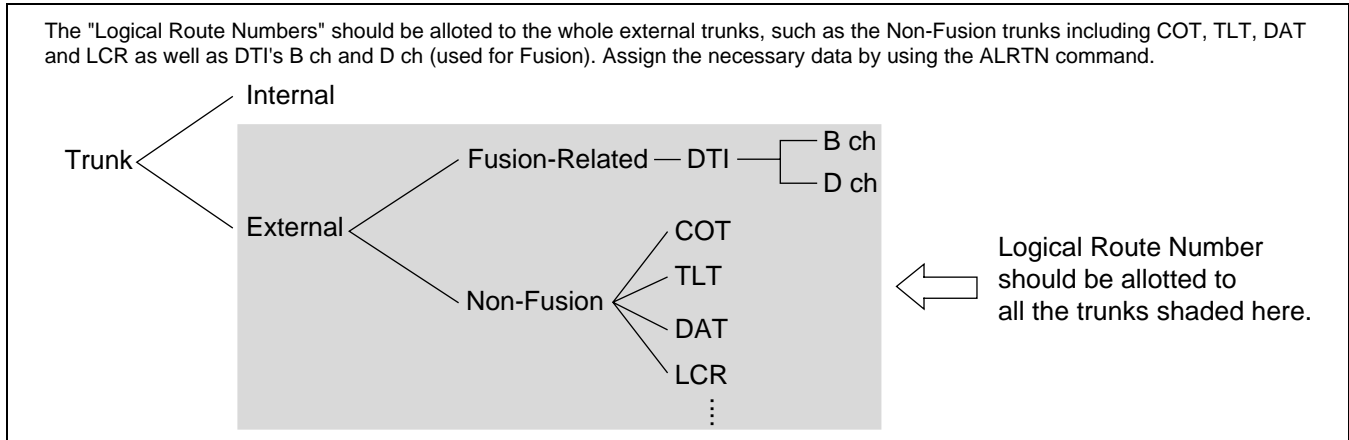 The "Logical Route Numbers" should be alloted to the whole external trunks, such as the Non-Fusion trunks including COT, TLT, DAT
and LCR as well as DTI's B ch and D ch (used for Fusion). Assign the necessary data by using the ALRTN command.
Internal
Trunk
External
Fusion-Related
DTI
B ch
D ch
Non-Fusion
COT
TLT
DAT
LCR
Logical Route Number
should be allotted to
all the trunks shaded here.